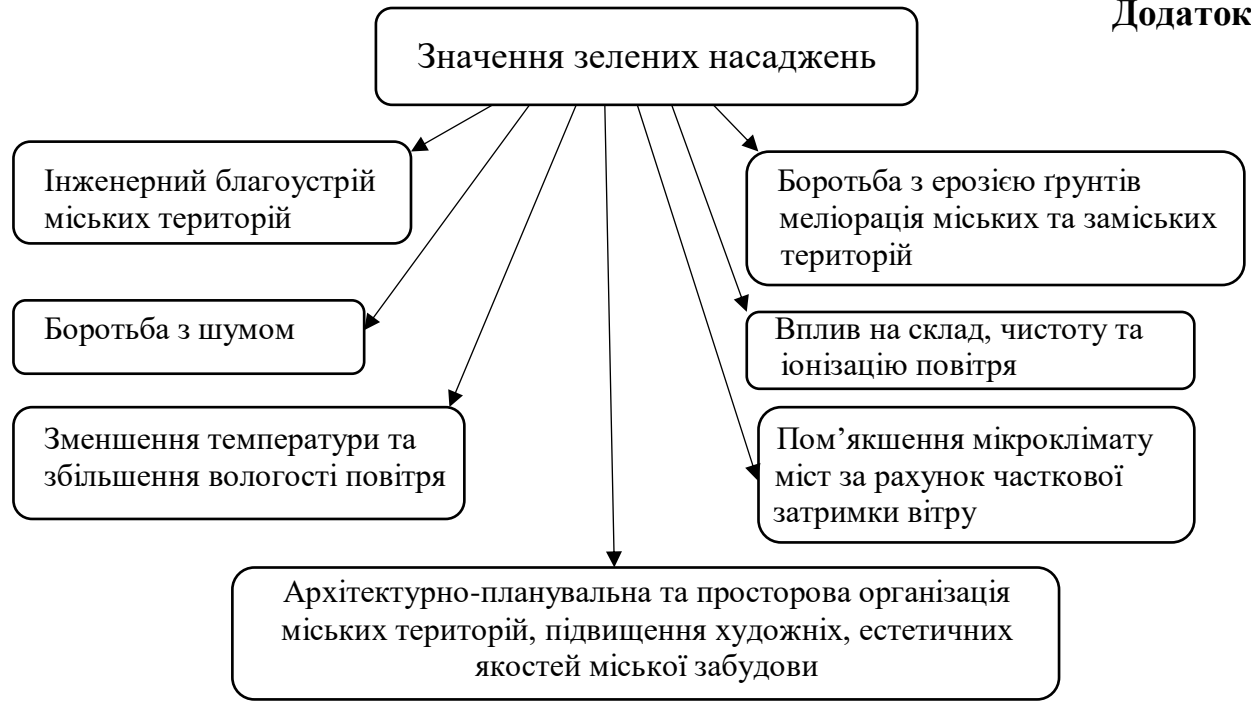 Додаток
Значення зелених насаджень
Інженерний благоустрій
міських територій
Боротьба з ерозією ґрунтів
меліорація міських та заміських
територій
Боротьба з шумом
Вплив на склад, чистоту та
іонізацію повітря
Зменшення температури та
збільшення вологості повітря
Пом’якшення мікроклімату
міст за рахунок часткової
затримки вітру
Архітектурно-планувальна та просторова організація
міських територій, підвищення художніх, естетичних
якостей міської забудови